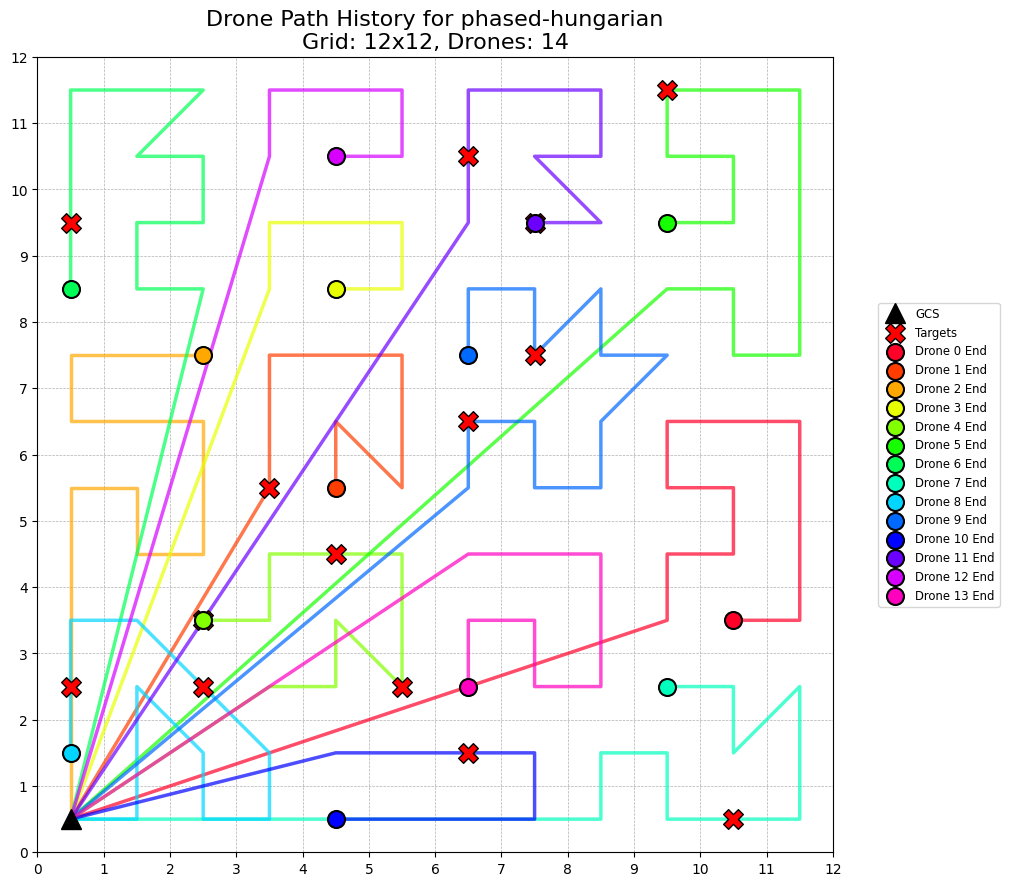 Drone Path History for phased-hungarian
Grid: 12x12, Drones: 14
12
11
10
9
8
7
6
5
4
3
2
1
0
0 1 2 3 4 5 6 7 8 9 10 11 12
GCS
Targets
Drone 0 End
Drone 1 End
Drone 2 End
Drone 3 End
Drone 4 End
Drone 5 End
Drone 6 End
Drone 7 End
Drone 8 End
Drone 9 End
Drone 10 End
Drone 11 End
Drone 12 End
Drone 13 End